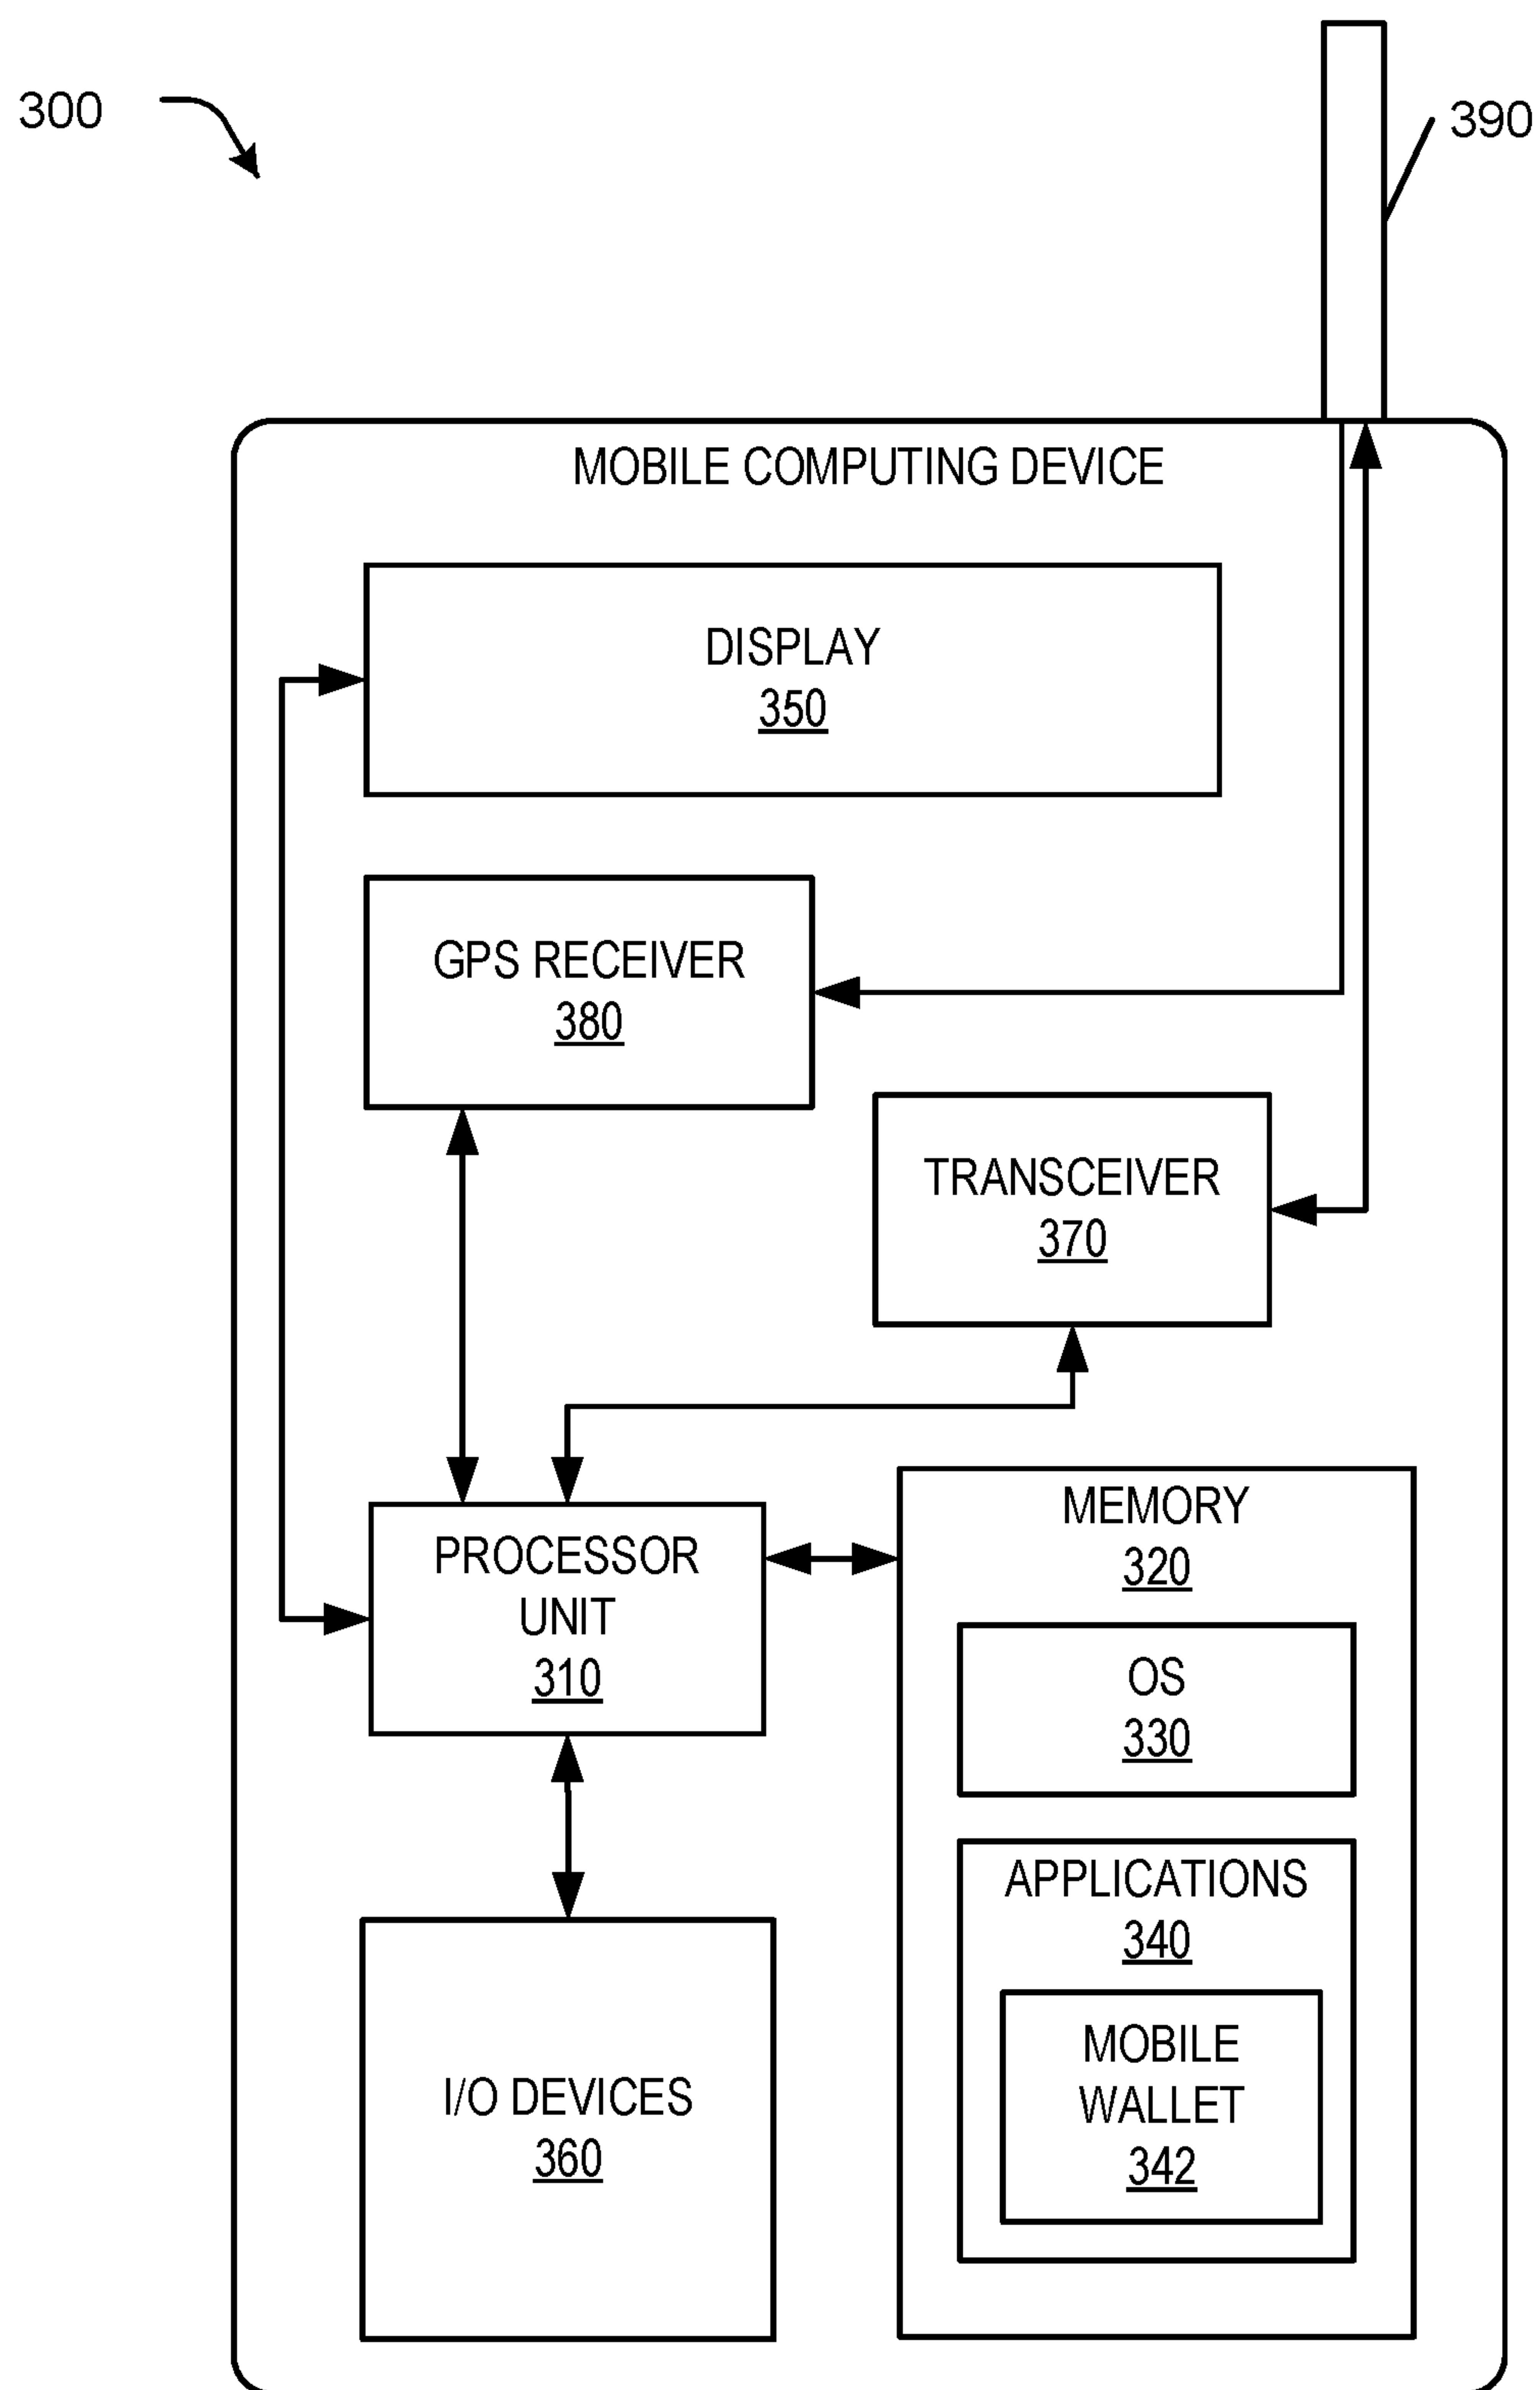 300
390
MOBILE COMPUTING DEVICE
DISPLAY
350
GPS RECEIVER
380
TRANSCEIVER
370
PROCESSOR
UNIT
310
MEMORY
320
OS
330
APPLICATIONS
340
MOBILE
WALLET
342
I/O DEVICES
360